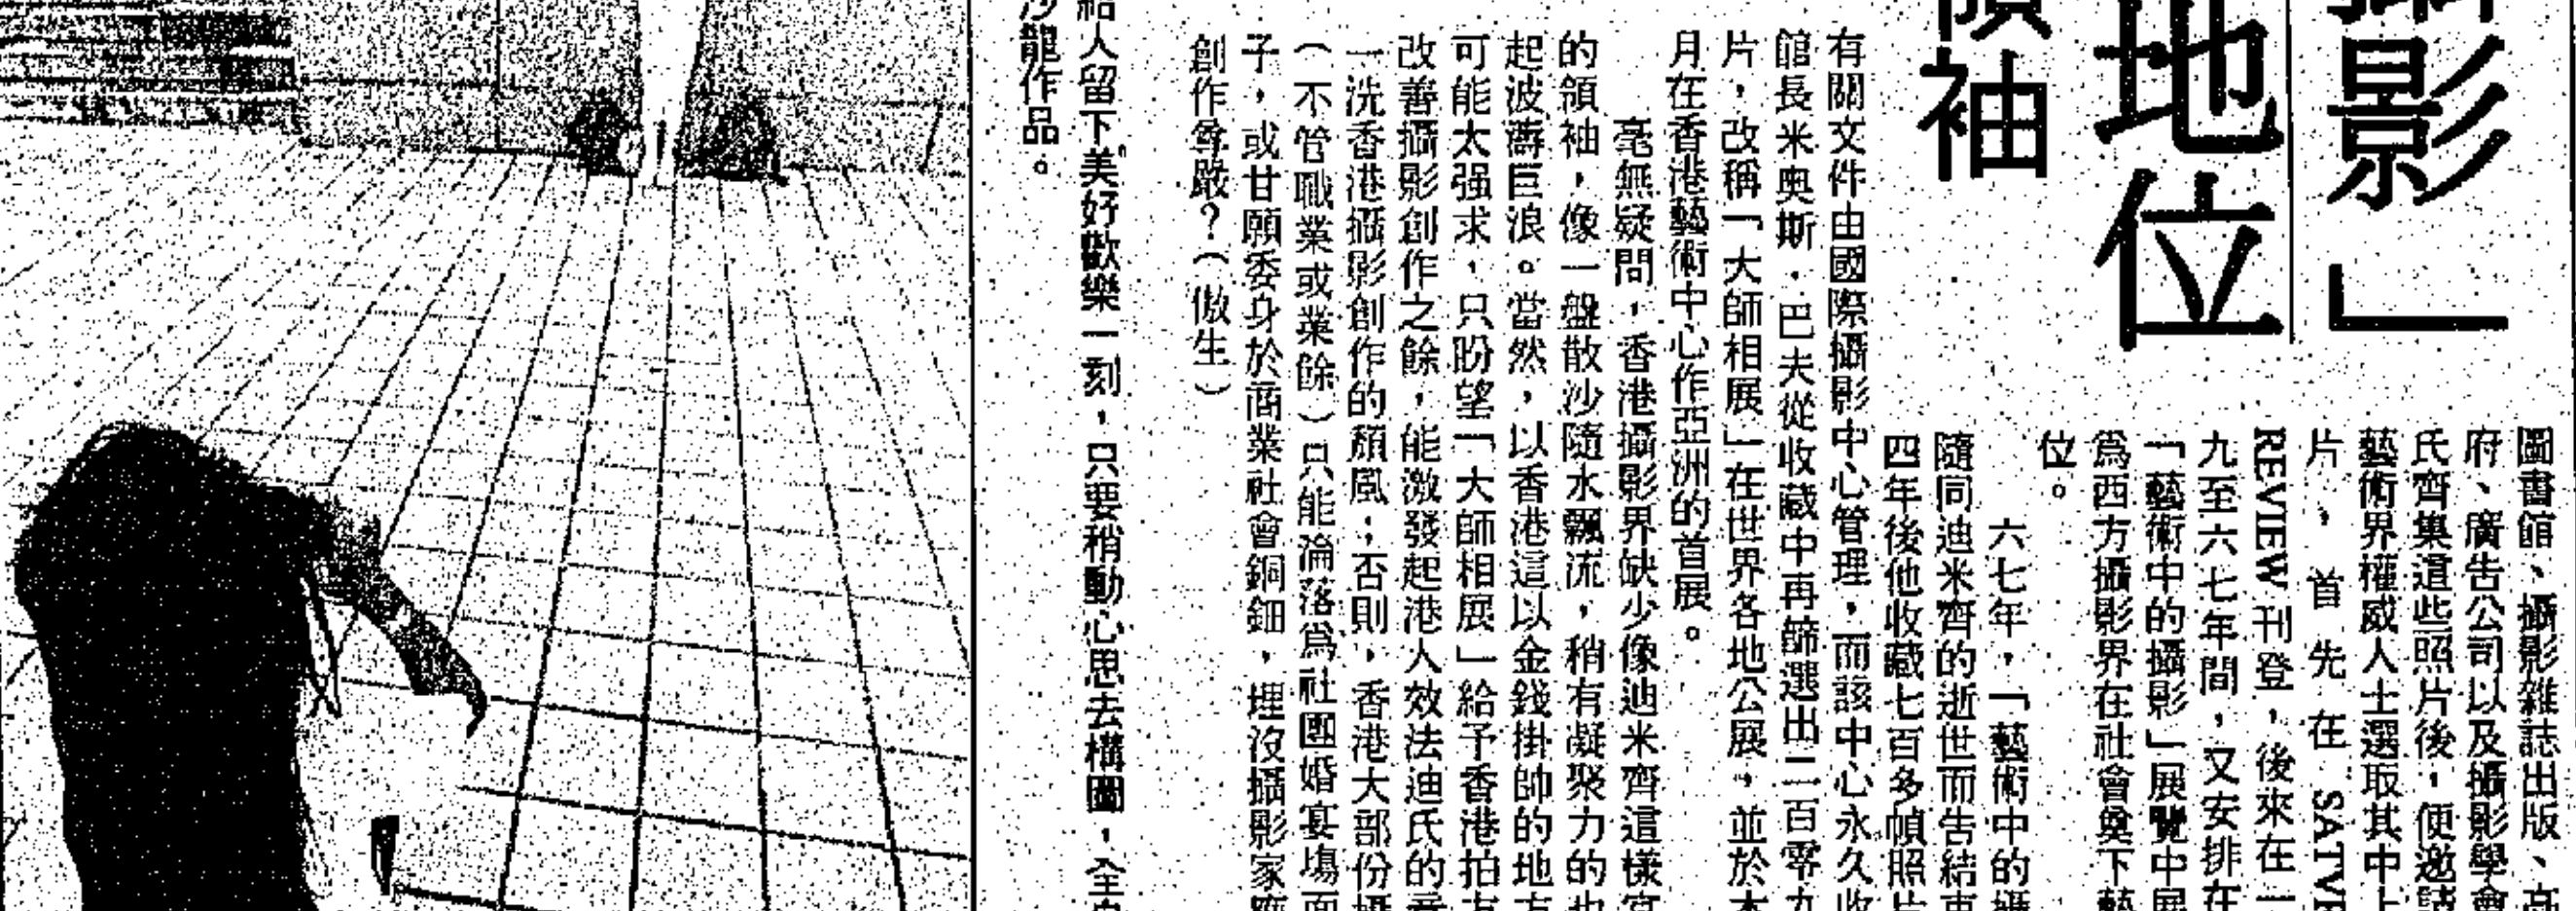 攝影」
地位
領袖
圖書館、攝影雜誌出版、高
府、廣告公司以及攝影學會
氏齊集這些照片後，便邀請
藝術界權威人士選取其中上
片，首先在 SATVR
REVIEW 刊登，後來在一
九至六七年間，又安排在
「藝術中的攝影」展覽中展
爲西方攝影界在社會奠下藝
位。
六七年，「藝術中的攝
隨同迪米齊的逝世而告結束
四年後他收藏七百多幀照片
有關文件由國際攝影中心管理，而該中心永久收
館長米奧斯．巴夫從收藏中再篩選出二百零九
片，改稱「大師相展」在世界各地公展，並於本
月在香港藝術中心作亞洲的首展。
毫無疑問，香港攝影界缺少像迪米齊這樣
的領袖，像一盤散沙隨水飄流，稍有凝聚力的也
起波濤巨浪。當然，以香港這以金錢掛帥的地方
可能太强求，只盼望「大師相展」給予香港拍友
改善攝影創作之餘，能激發起港人效法迪氏的意
一洗香港攝影創作的頹風；否則，香港大部份攝
（不管職業或業餘）只能淪落爲社團婚宴塲面
子，或甘願委身於商業社會銅鈿，埋沒攝影家應
創作尊嚴？（傲生）
給人留下美好歡樂一刻，只要稍動心思去構圖，全
沙龍作品。